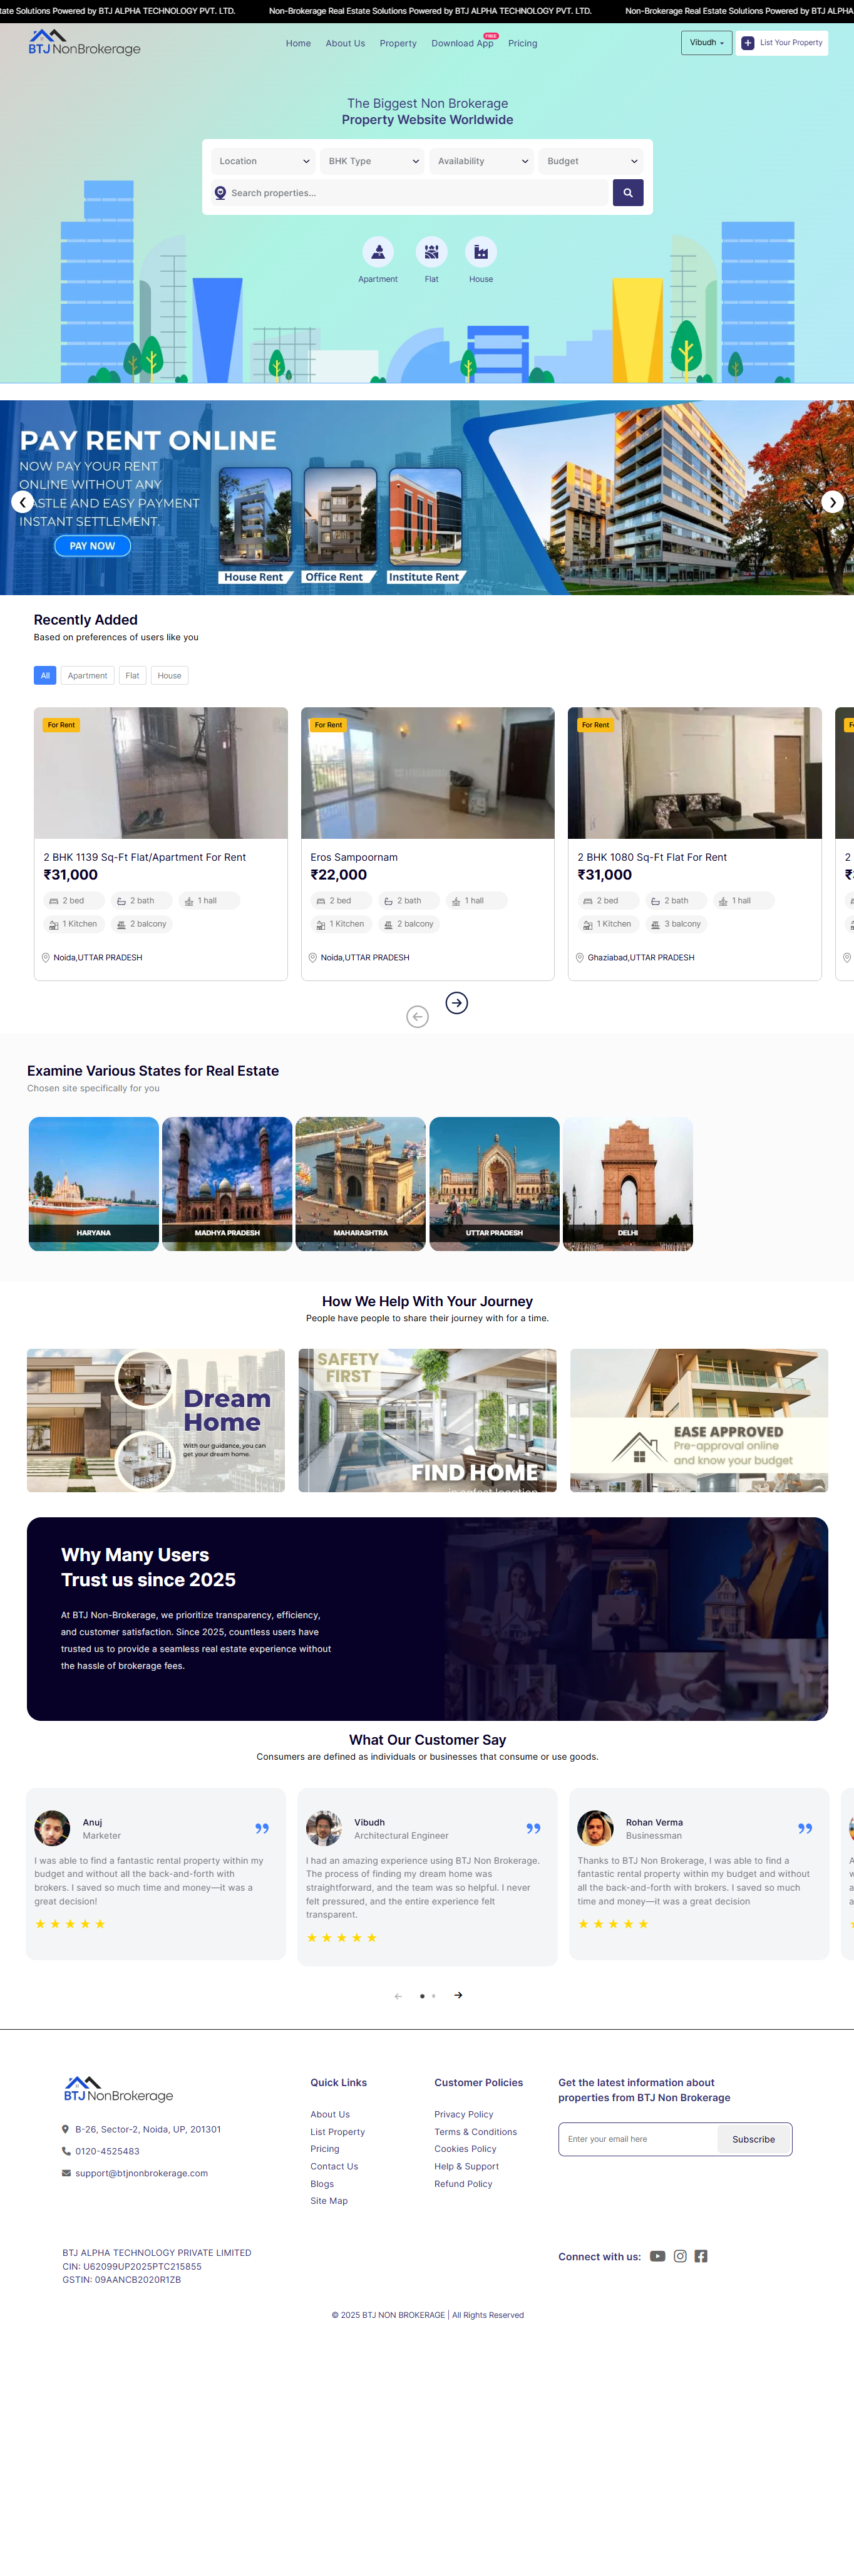 tate Solutions Powered by BTJ ALPHA TECHNOLOGY PVT. LTD. Non-Brokerage Real Estate Solutions Powered by BTJ ALPHA TECHNOLOGY PVT. LTD. Non-Brokerage Real Estate Solutions Powered by BTJ ALPHA
BTJ NonBrokerage
Home About Us Property Download App FREE Pricing
Vibudh
List Your Property
The Biggest Non Brokerage
Property Website Worldwide
Location BHK Type Availability Budget
Search properties...
Apartment Flat House
PAY RENT ONLINE
NOW PAY YOUR RENT
ONLINE WITHOUT ANY
ASTLE AND EASY PAYMENT
INSTANT SETTLEMENT.
PAY NOW
House Rent Office Rent Institute Rent
Recently Added
Based on preferences of users like you
All Apartment Flat House
For Rent
2 BHK 1139 Sq-Ft Flat/Apartment For Rent
₹31,000
2 bed 2 bath 1 hall
1 Kitchen 2 balcony
Noida,UTTAR PRADESH
For Rent
Eros Sampoornam
₹22,000
2 bed 2 bath 1 hall
1 Kitchen 2 balcony
Noida,UTTAR PRADESH
For Rent
2 BHK 1080 Sq-Ft Flat For Rent
₹31,000
2 bed 2 bath 1 hall
1 Kitchen 3 balcony
Ghaziabad,UTTAR PRADESH
2
Examine Various States for Real Estate
Chosen site specifically for you
HARYANA MADHYA PRADESH MAHARASHTRA UTTAR PRADESH DELHI
How We Help With Your Journey
People have people to share their journey with for a time.
Dream
Home
With our guidance, you can
get your dream home.
SAFETY
FIRST
FIND HOME
in safest location
EASE APPROVED
Pre-approval online
and know your budget
Why Many Users
Trust us since 2025
At BTJ Non-Brokerage, we prioritize transparency, efficiency,
and customer satisfaction. Since 2025, countless users have
trusted us to provide a seamless real estate experience without
the hassle of brokerage fees.
What Our Customer Say
Consumers are defined as individuals or businesses that consume or use goods.
Anuj
Marketer
I was able to find a fantastic rental property within my
budget and without all the back-and-forth with
brokers. I saved so much time and money—it was a
great decision!
Vibudh
Architectural Engineer
I had an amazing experience using BTJ Non Brokerage.
The process of finding my dream home was
straightforward, and the team was so helpful. I never
felt pressured, and the entire experience felt
transparent.
Rohan Verma
Businessman
Thanks to BTJ Non Brokerage, I was able to find a
fantastic rental property within my budget and without
all the back-and-forth with brokers. I saved so much
time and money—it was a great decision
BTJ NonBrokerage
B-26, Sector-2, Noida, UP, 201301
0120-4525483
support@btjnonbrokerage.com
Quick Links
About Us
List Property
Pricing
Contact Us
Blogs
Site Map
Customer Policies
Privacy Policy
Terms & Conditions
Cookies Policy
Help & Support
Refund Policy
Get the latest information about
properties from BTJ Non Brokerage
Enter your email here Subscribe
BTJ ALPHA TECHNOLOGY PRIVATE LIMITED
CIN: U62099UP2025PTC215855
GSTIN: 09AANCB2020R1ZB
Connect with us:
© 2025 BTJ NON BROKERAGE | All Rights Reserved